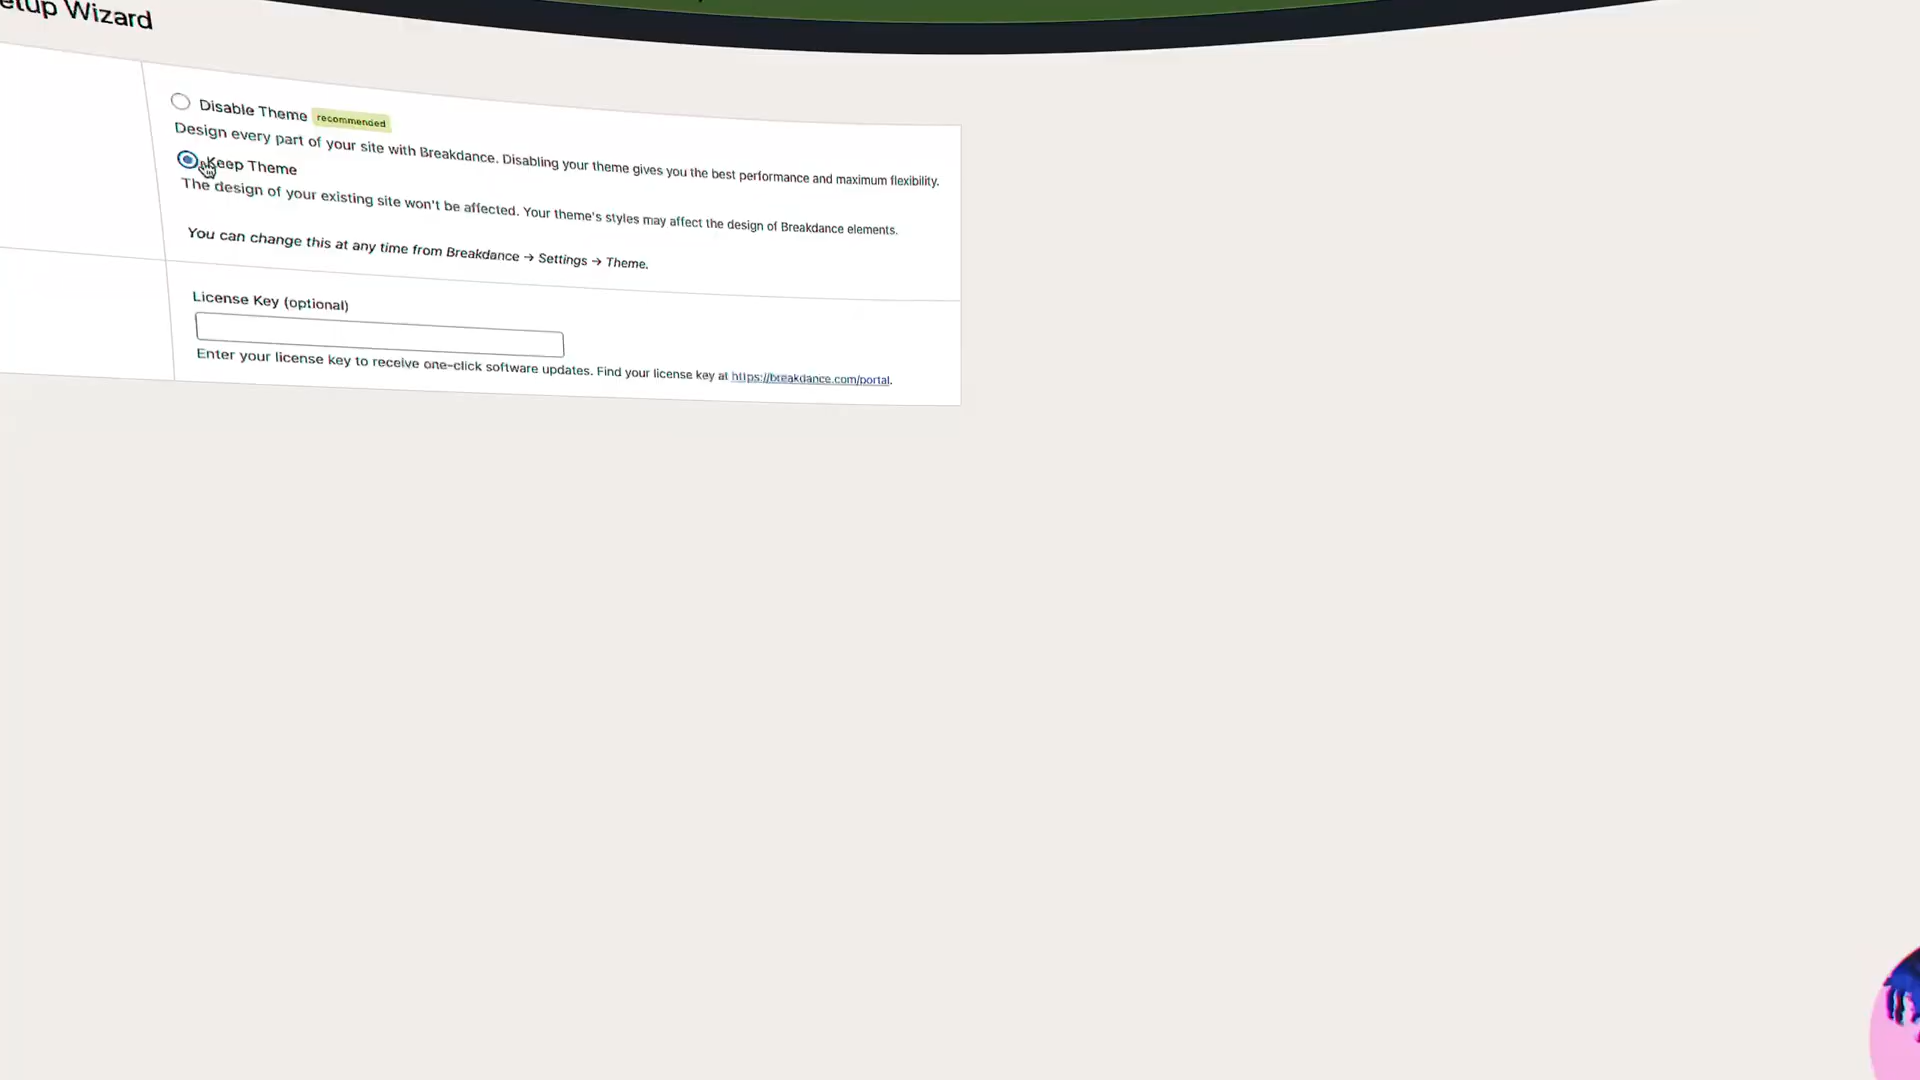 etup Wizard
Disable Theme recommended
Design every part of your site with Breakdance. Disabling your theme gives you the best performance and maximum flexibility.
Keep Theme
The design of your existing site won't be affected. Your theme's styles may affect the design of Breakdance elements.
You can change this at any time from Breakdance → Settings → Theme.
License Key (optional)
Enter your license key to receive one-click software updates. Find your license key at https://breakdance.com/portal.